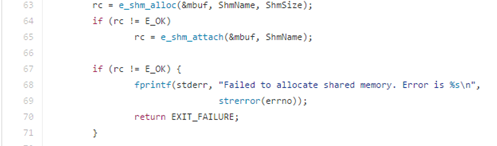 63 rc = e_shm_alloc(&mbuf, ShmName, ShmSize);
64 if (rc != E_OK)
65 rc = e_shm_attach(&mbuf, ShmName);
66
67 if (rc != E_OK) {
68 fprintf(stderr, "Failed to allocate shared memory. Error is %s\n",
69 strerror(errno));
70 return EXIT_FAILURE;
71 }